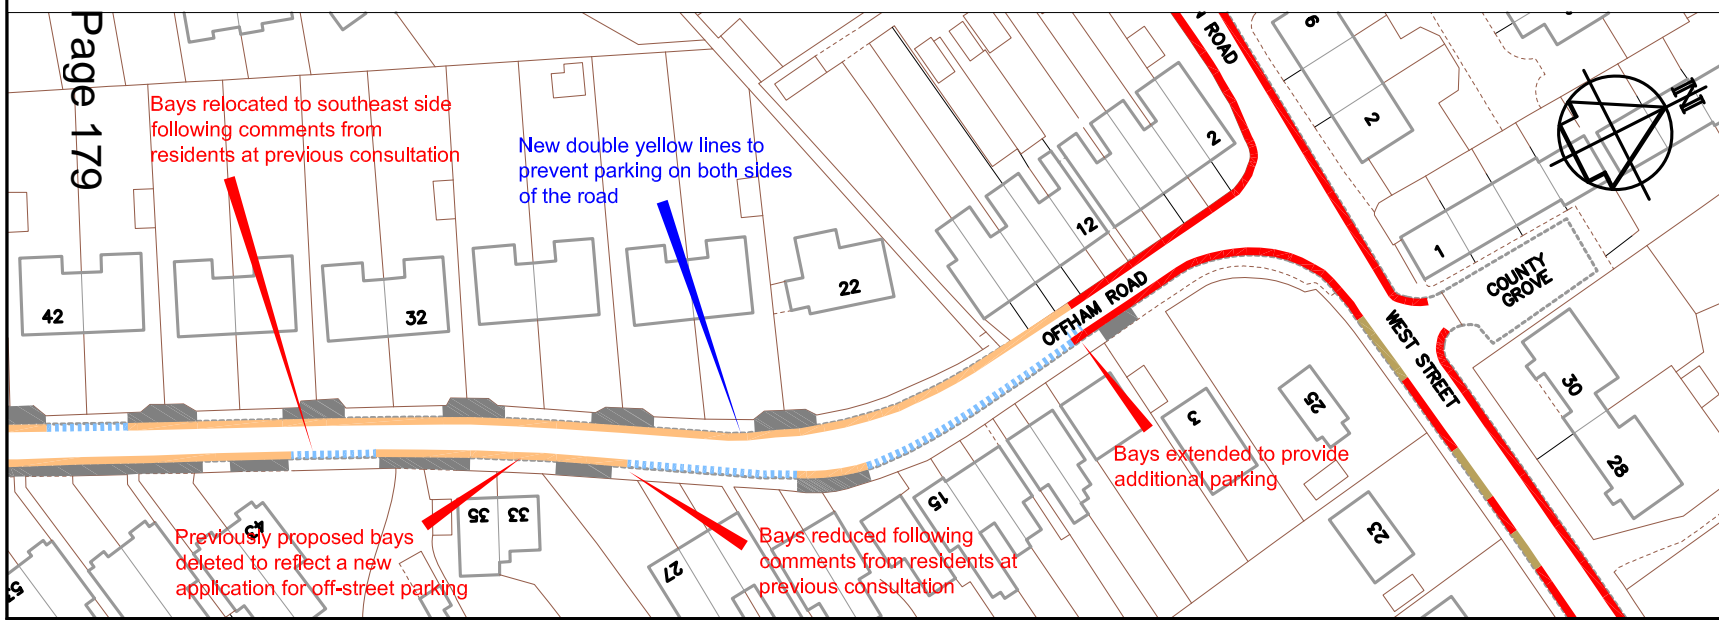 Page 179
Bays relocated to southeast side
following comments from
residents at previous consultation
New double yellow lines to
prevent parking on both sides
of the road
N ROAD
6
2
2
12
N
1
COUNTY
GROVE
42
32
22
OFFHAM ROAD
WEST STREET
30
28
3
25
23
Bays extended to provide
additional parking
15
35
33
27
43
Previously proposed bays
deleted to reflect a new
application for off-street parking
Bays reduced following
comments from residents at
previous consultation